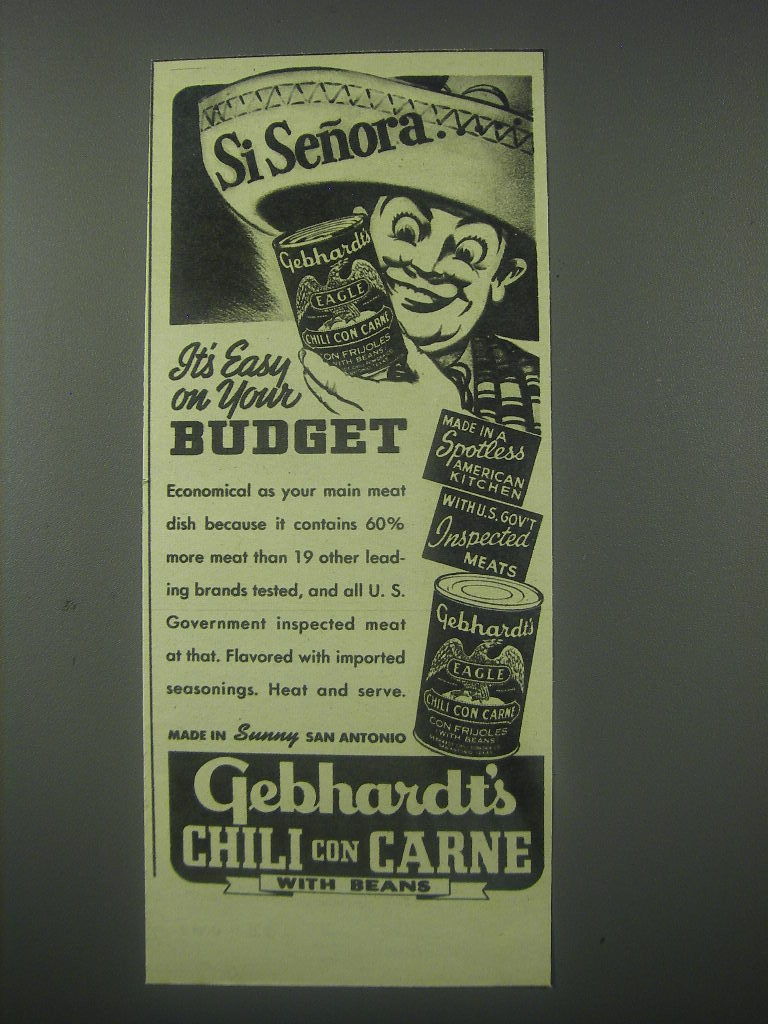 Si Señora!
Gebhardt's
EAGLE
CHILI CON CARNE
CON FRIJOLES
WITH BEANS
It's Easy
on Your
BUDGET
MADE IN A
Spotless
AMERICAN
KITCHEN
WITH U.S. GOV'T
Inspected
MEATS
Economical as your main meat
dish because it contains 60%
more meat than 19 other lead-
ing brands tested, and all U. S.
Government inspected meat
at that. Flavored with imported
seasonings. Heat and serve.
MADE IN Sunny SAN ANTONIO
Gebhardt's
EAGLE
CHILI CON CARNE
CON FRIJOLES
WITH BEANS
Gebhardt's
CHILI CON CARNE
WITH BEANS